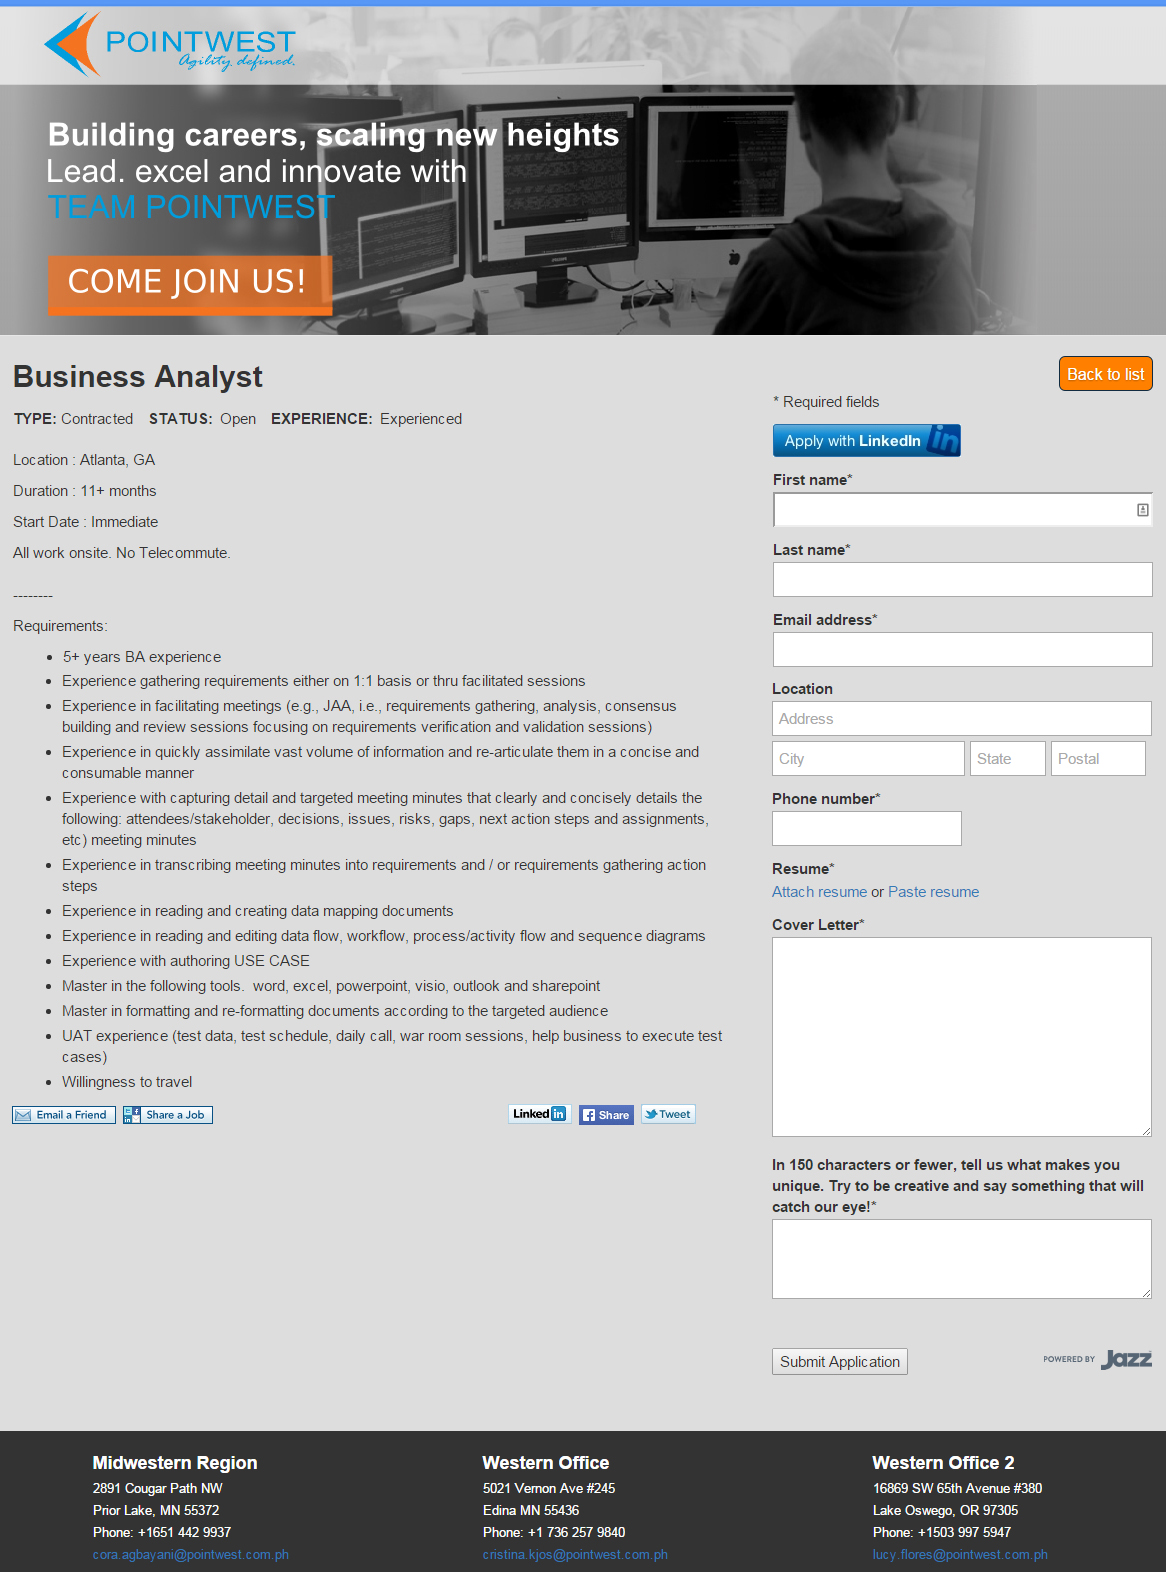 POINTWEST
Agility defined.
Building careers, scaling new heights
Lead. excel and innovate with
TEAM POINTWEST
COME JOIN US!
Business Analyst
TYPE: Contracted STATUS: Open EXPERIENCE: Experienced
Location : Atlanta, GA
Duration : 11+ months
Start Date : Immediate
All work onsite. No Telecommute.
--------
Requirements:
• 5+ years BA experience
• Experience gathering requirements either on 1:1 basis or thru facilitated sessions
• Experience in facilitating meetings (e.g., JAA, i.e., requirements gathering, analysis, consensus
building and review sessions focusing on requirements verification and validation sessions)
• Experience in quickly assimilate vast volume of information and re-articulate them in a concise and
consumable manner
• Experience with capturing detail and targeted meeting minutes that clearly and concisely details the
following: attendees/stakeholder, decisions, issues, risks, gaps, next action steps and assignments,
etc) meeting minutes
• Experience in transcribing meeting minutes into requirements and / or requirements gathering action
steps
• Experience in reading and creating data mapping documents
• Experience in reading and editing data flow, workflow, process/activity flow and sequence diagrams
• Experience with authoring USE CASE
• Master in the following tools.  word, excel, powerpoint, visio, outlook and sharepoint
• Master in formatting and re-formatting documents according to the targeted audience
• UAT experience (test data, test schedule, daily call, war room sessions, help business to execute test
cases)
• Willingness to travel
Email a Friend Share a Job Linked in Share Tweet
Back to list
* Required fields
Apply with LinkedIn in
First name*
Last name*
Email address*
Location
Address
City State Postal
Phone number*
Resume*
Attach resume or Paste resume
Cover Letter*
In 150 characters or fewer, tell us what makes you
unique. Try to be creative and say something that will
catch our eye!*
Submit Application POWERED BY Jazz
Midwestern Region
2891 Cougar Path NW
Prior Lake, MN 55372
Phone: +1651 442 9937
cora.agbayani@pointwest.com.ph
Western Office
5021 Vernon Ave #245
Edina MN 55436
Phone: +1 736 257 9840
cristina.kjos@pointwest.com.ph
Western Office 2
16869 SW 65th Avenue #380
Lake Oswego, OR 97305
Phone: +1503 997 5947
lucy.flores@pointwest.com.ph